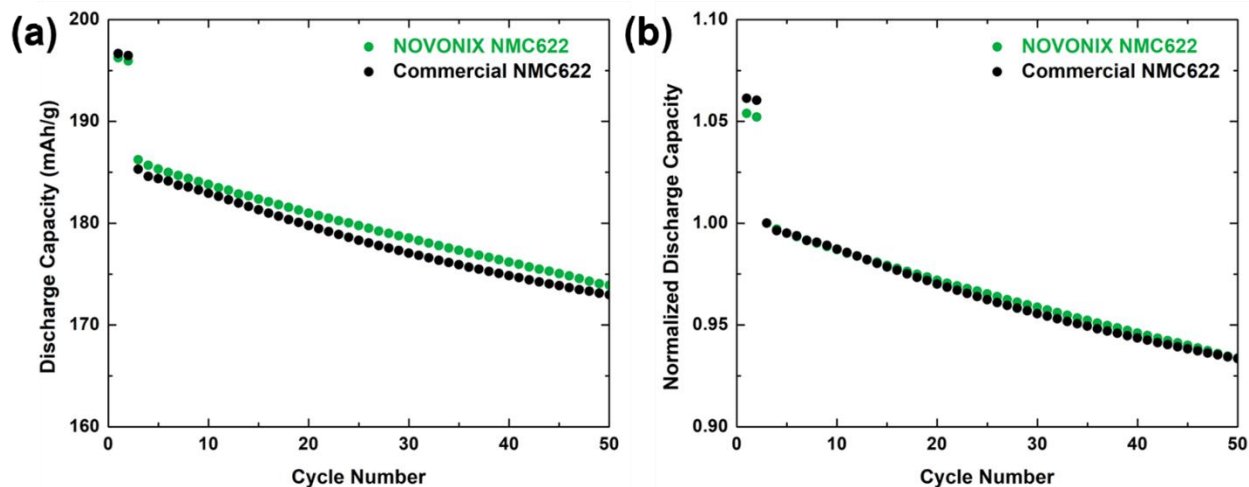 (a)
NOVONIX NMC622
Commercial NMC622
Discharge Capacity (mAh/g)
200
190
180
170
160
0 10 20 30 40 50
Cycle Number
(b)
NOVONIX NMC622
Commercial NMC622
Normalized Discharge Capacity
1.10
1.05
1.00
0.95
0.90
0 10 20 30 40 50
Cycle Number